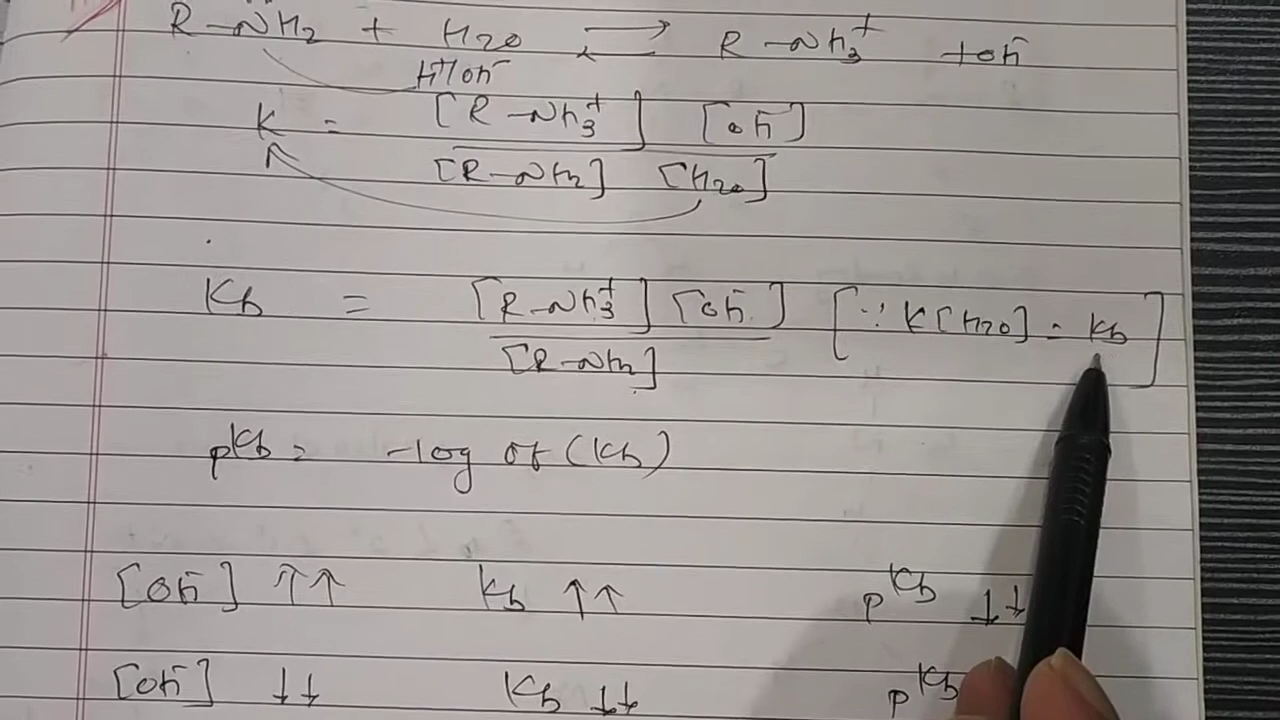 R-N̈H2 + H2O ⇌ R-Nh3+ + oh-
H+/oh-
K = [R-Nh3+] [oh-]
[R-NH2] [H2O]
Kb = [R-Nh3+] [oh-] [∵ K[H2O] = Kb]
[R-Nh2]
pKb = -log of (Kb)
[oh-] ↑↑ Kb ↑↑ pKb ↓↓
[oh-] ↓↓ Kb ↓↓ pKb